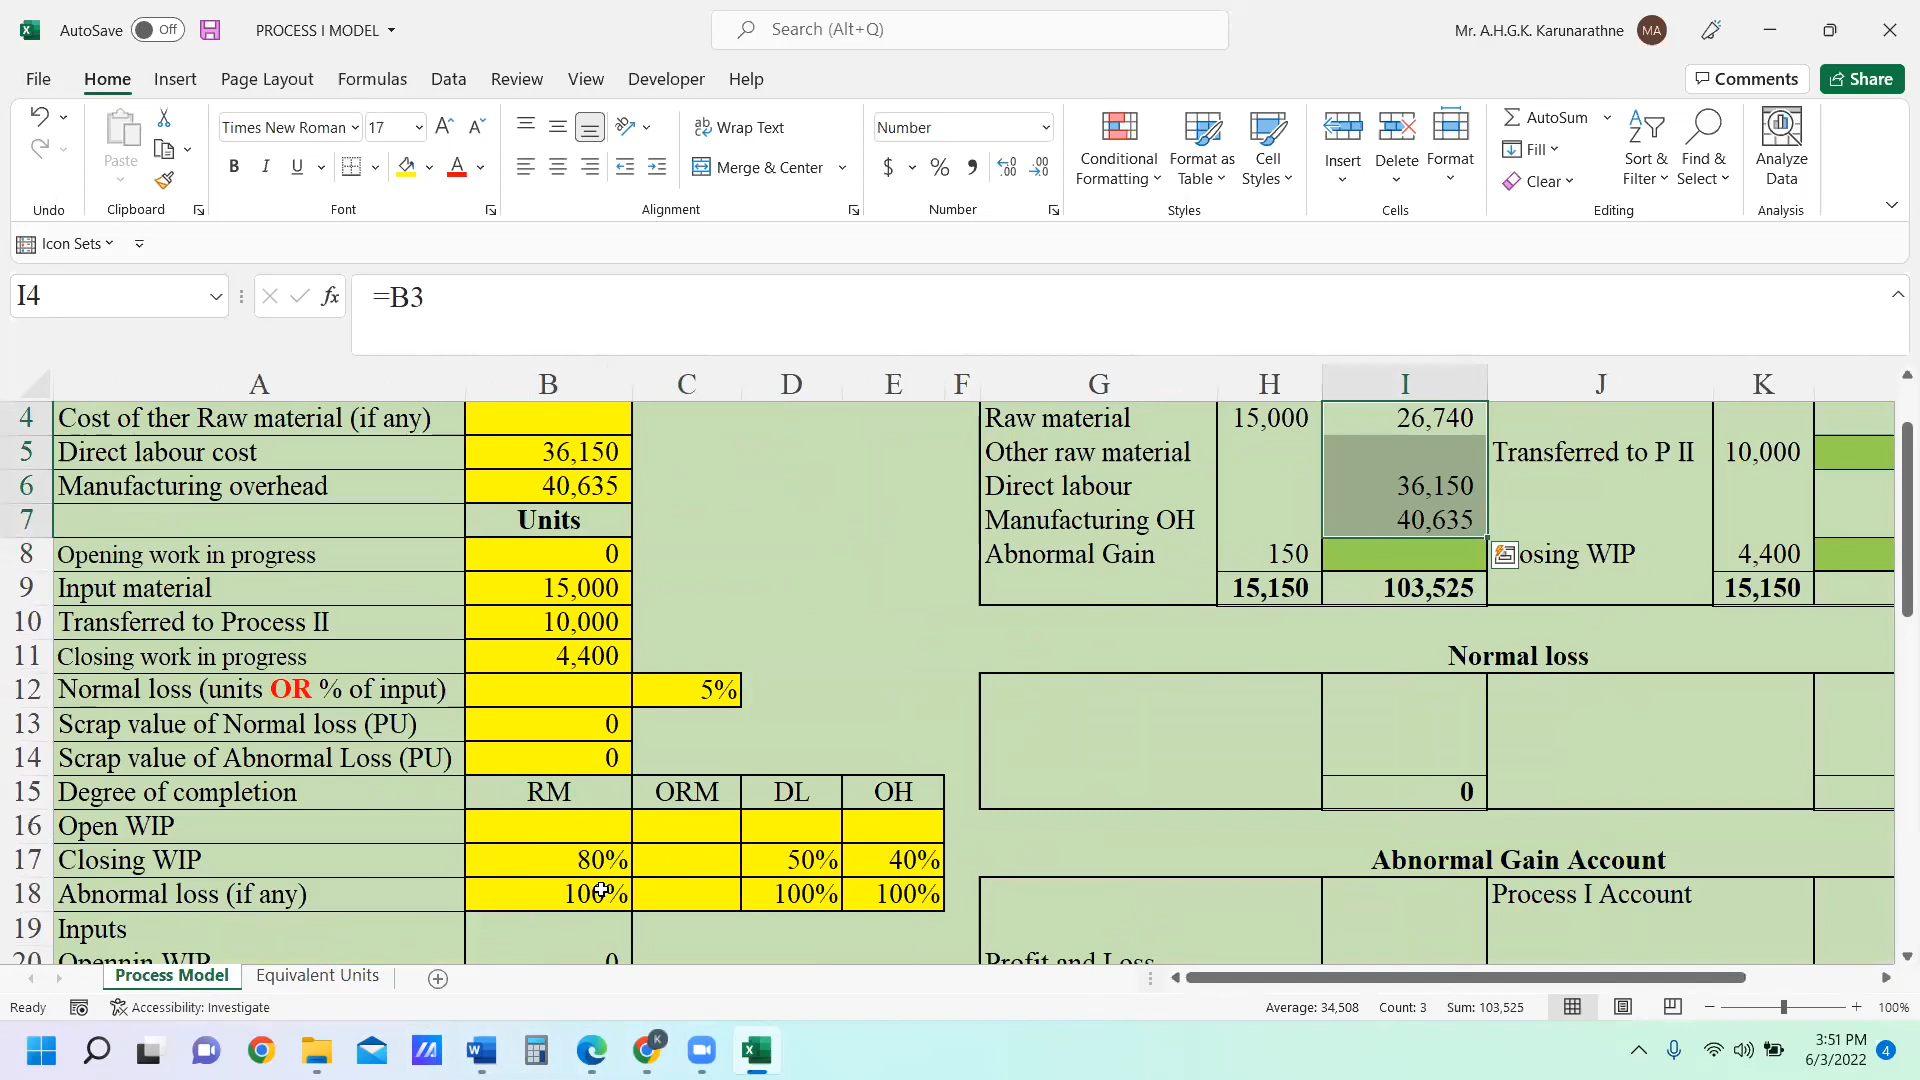 AutoSave Off PROCESS I MODEL Search (Alt+Q) Mr. A.H.G.K. Karunarathne MA
File Home Insert Page Layout Formulas Data Review View Developer Help Comments Share
Paste Times New Roman 17 Wrap Text Number Conditional Formatting Format as Table Cell Styles Insert Delete Format AutoSum Fill Clear Sort & Filter Find & Select Analyze Data
B I U Merge & Center $ %
Undo Clipboard Font Alignment Number Styles Cells Editing Analysis
Icon Sets
I4 fx =B3
A B C D E F G H I J K
4 Cost of ther Raw material (if any) Raw material 15,000 26,740
5 Direct labour cost 36,150 Other raw material Transferred to P II 10,000
6 Manufacturing overhead 40,635 Direct labour 36,150
7 Units Manufacturing OH 40,635
8 Opening work in progress 0 Abnormal Gain 150 osing WIP 4,400
9 Input material 15,000 15,150 103,525 15,150
10 Transferred to Process II 10,000
11 Closing work in progress 4,400 Normal loss
12 Normal loss (units OR % of input) 5%
13 Scrap value of Normal loss (PU) 0
14 Scrap value of Abnormal Loss (PU) 0
15 Degree of completion RM ORM DL OH 0
16 Open WIP
17 Closing WIP 80% 50% 40% Abnormal Gain Account
18 Abnormal loss (if any) 100% 100% 100% Process I Account
19 Inputs
20 Opennin WIP 0 Profit and Loss
Process Model Equivalent Units
Ready Accessibility: Investigate Average: 34,508 Count: 3 Sum: 103,525 100%
K 3:51 PM
6/3/2022 4